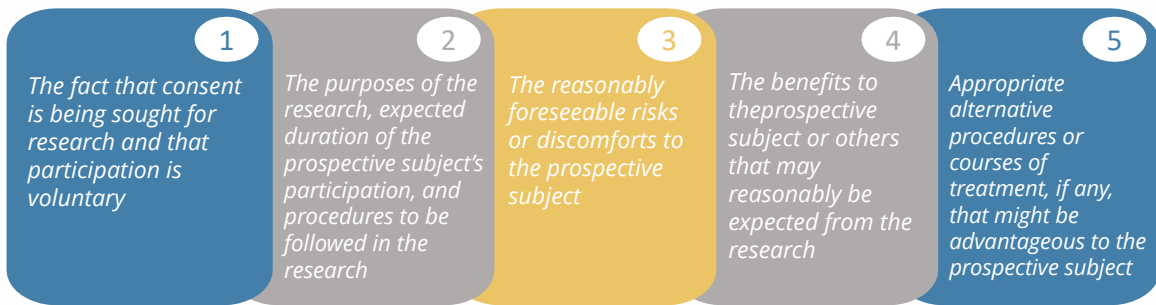 1
The fact that consent
is being sought for
research and that
participation is
voluntary
2
The purposes of the
research, expected
duration of the
prospective subject's
participation, and
procedures to be
followed in the
research
3
The reasonably
foreseeable risks
or discomforts to
the prospective
subject
4
The benefits to
theprospective
subject or others
that may
reasonably be
expected from the
research
5
Appropriate
alternative
procedures or
courses of
treatment, if any,
that might be
advantageous to the
prospective subject